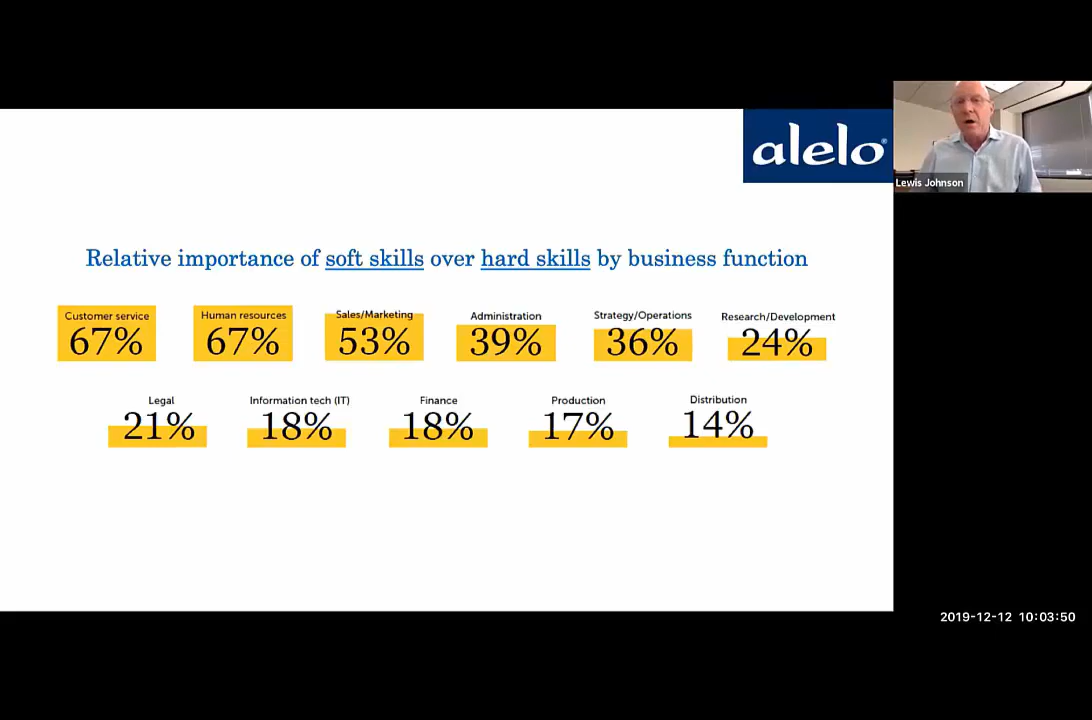 alelo®
Lewis Johnson
Relative importance of soft skills over hard skills by business function
Customer service
67%
Human resources
67%
Sales/Marketing
53%
Administration
39%
Strategy/Operations
36%
Research/Development
24%
Legal
21%
Information tech (IT)
18%
Finance
18%
Production
17%
Distribution
14%
2019-12-12 10:03:50